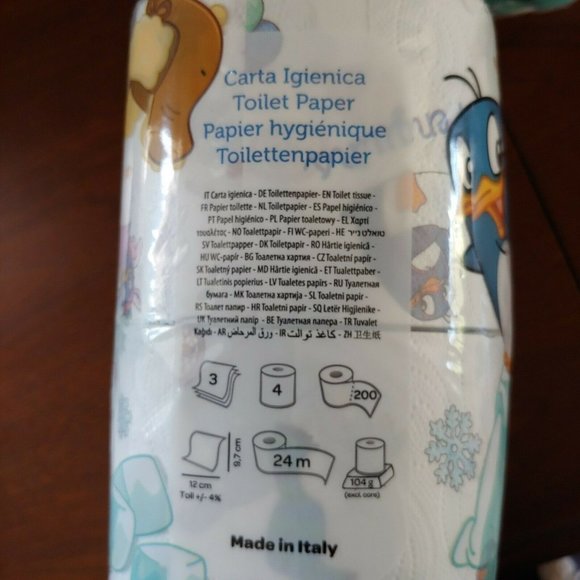 Carta Igienica
Toilet Paper
Papier hygiénique
Toilettenpapier
IT Carta igienica - DE Toilettenpapier- EN Toilet tissue -
FR Papier toilette - NL Toiletpapier - ES Papel higiénico -
PT Papel higiénico - PL Papier toaletowy - EL Χαρτί
τουαλέτας - NO Toalettpapir - FI WC-paperi - HE טואלט נייר
SV Toalettpapper - DK Toiletpapir - RO Hârtie igienică -
HU WC-papír - BG Тоалетна хартия - CZ Toaletní papír -
SK Toaletný papier - MD Hârtie igienică - ET Tualettpaber -
LT Tualetinis popierius - LV Tualetes papīrs - RU Туалетная
бумага - MK Тоалетна хартија - SL Toaletni papir -
RS Тоалет папир - HR Toaletni papir - SQ Letër Higjienike -
UK Туалетний папір - BE Туалетная папера - TR Tuvalet
Kağıdı - AR ورق المرحاض - IR کاغذ توالت - ZH 卫生纸
3
4
200
12 cm
9,7 cm
Toll +/- 4%
24 m
104 g
(excl. core)
Made in Italy